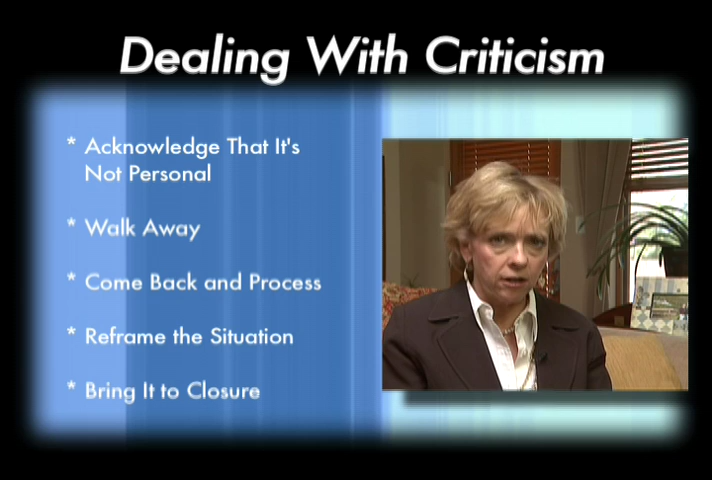 Dealing With Criticism
* Acknowledge That It's
Not Personal
* Walk Away
* Come Back and Process
* Reframe the Situation
* Bring It to Closure